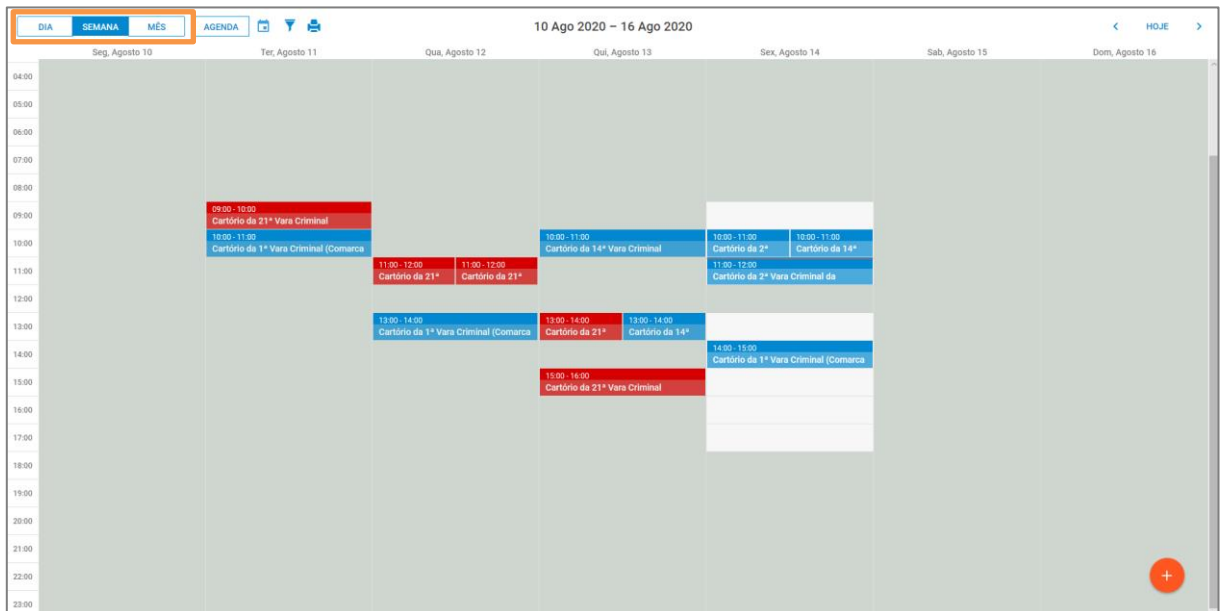 DIA SEMANA MÊS AGENDA 10 Ago 2020 – 16 Ago 2020 HOJE
Seg, Agosto 10 Ter, Agosto 11 Qua, Agosto 12 Qui, Agosto 13 Sex, Agosto 14 Sab, Agosto 15 Dom, Agosto 16
04:00
05:00
06:00
07:00
08:00
09:00 - 10:00
09:00
Cartório da 21ª Vara Criminal
10:00 - 11:00 10:00 - 11:00 10:00 - 11:00 10:00 - 11:00
10:00
Cartório da 1ª Vara Criminal (Comarca Cartório da 14ª Vara Criminal Cartório da 2ª Cartório da 14ª
11:00 - 12:00 11:00 - 12:00 11:00 - 12:00
11:00
Cartório da 21ª Cartório da 21ª Cartório da 2ª Vara Criminal da
12:00
13:00 - 14:00 13:00 - 14:00 13:00 - 14:00
13:00
Cartório da 1ª Vara Criminal (Comarca Cartório da 21ª Cartório da 14ª
14:00 - 15:00
14:00
Cartório da 1ª Vara Criminal (Comarca
15:00 - 16:00
15:00
Cartório da 21ª Vara Criminal
16:00
17:00
18:00
19:00
20:00
21:00
22:00
23:00